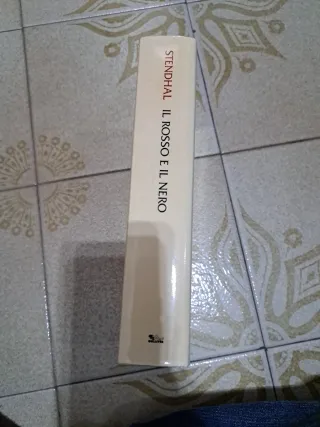 STENDHAL IL ROSSO E IL NERO